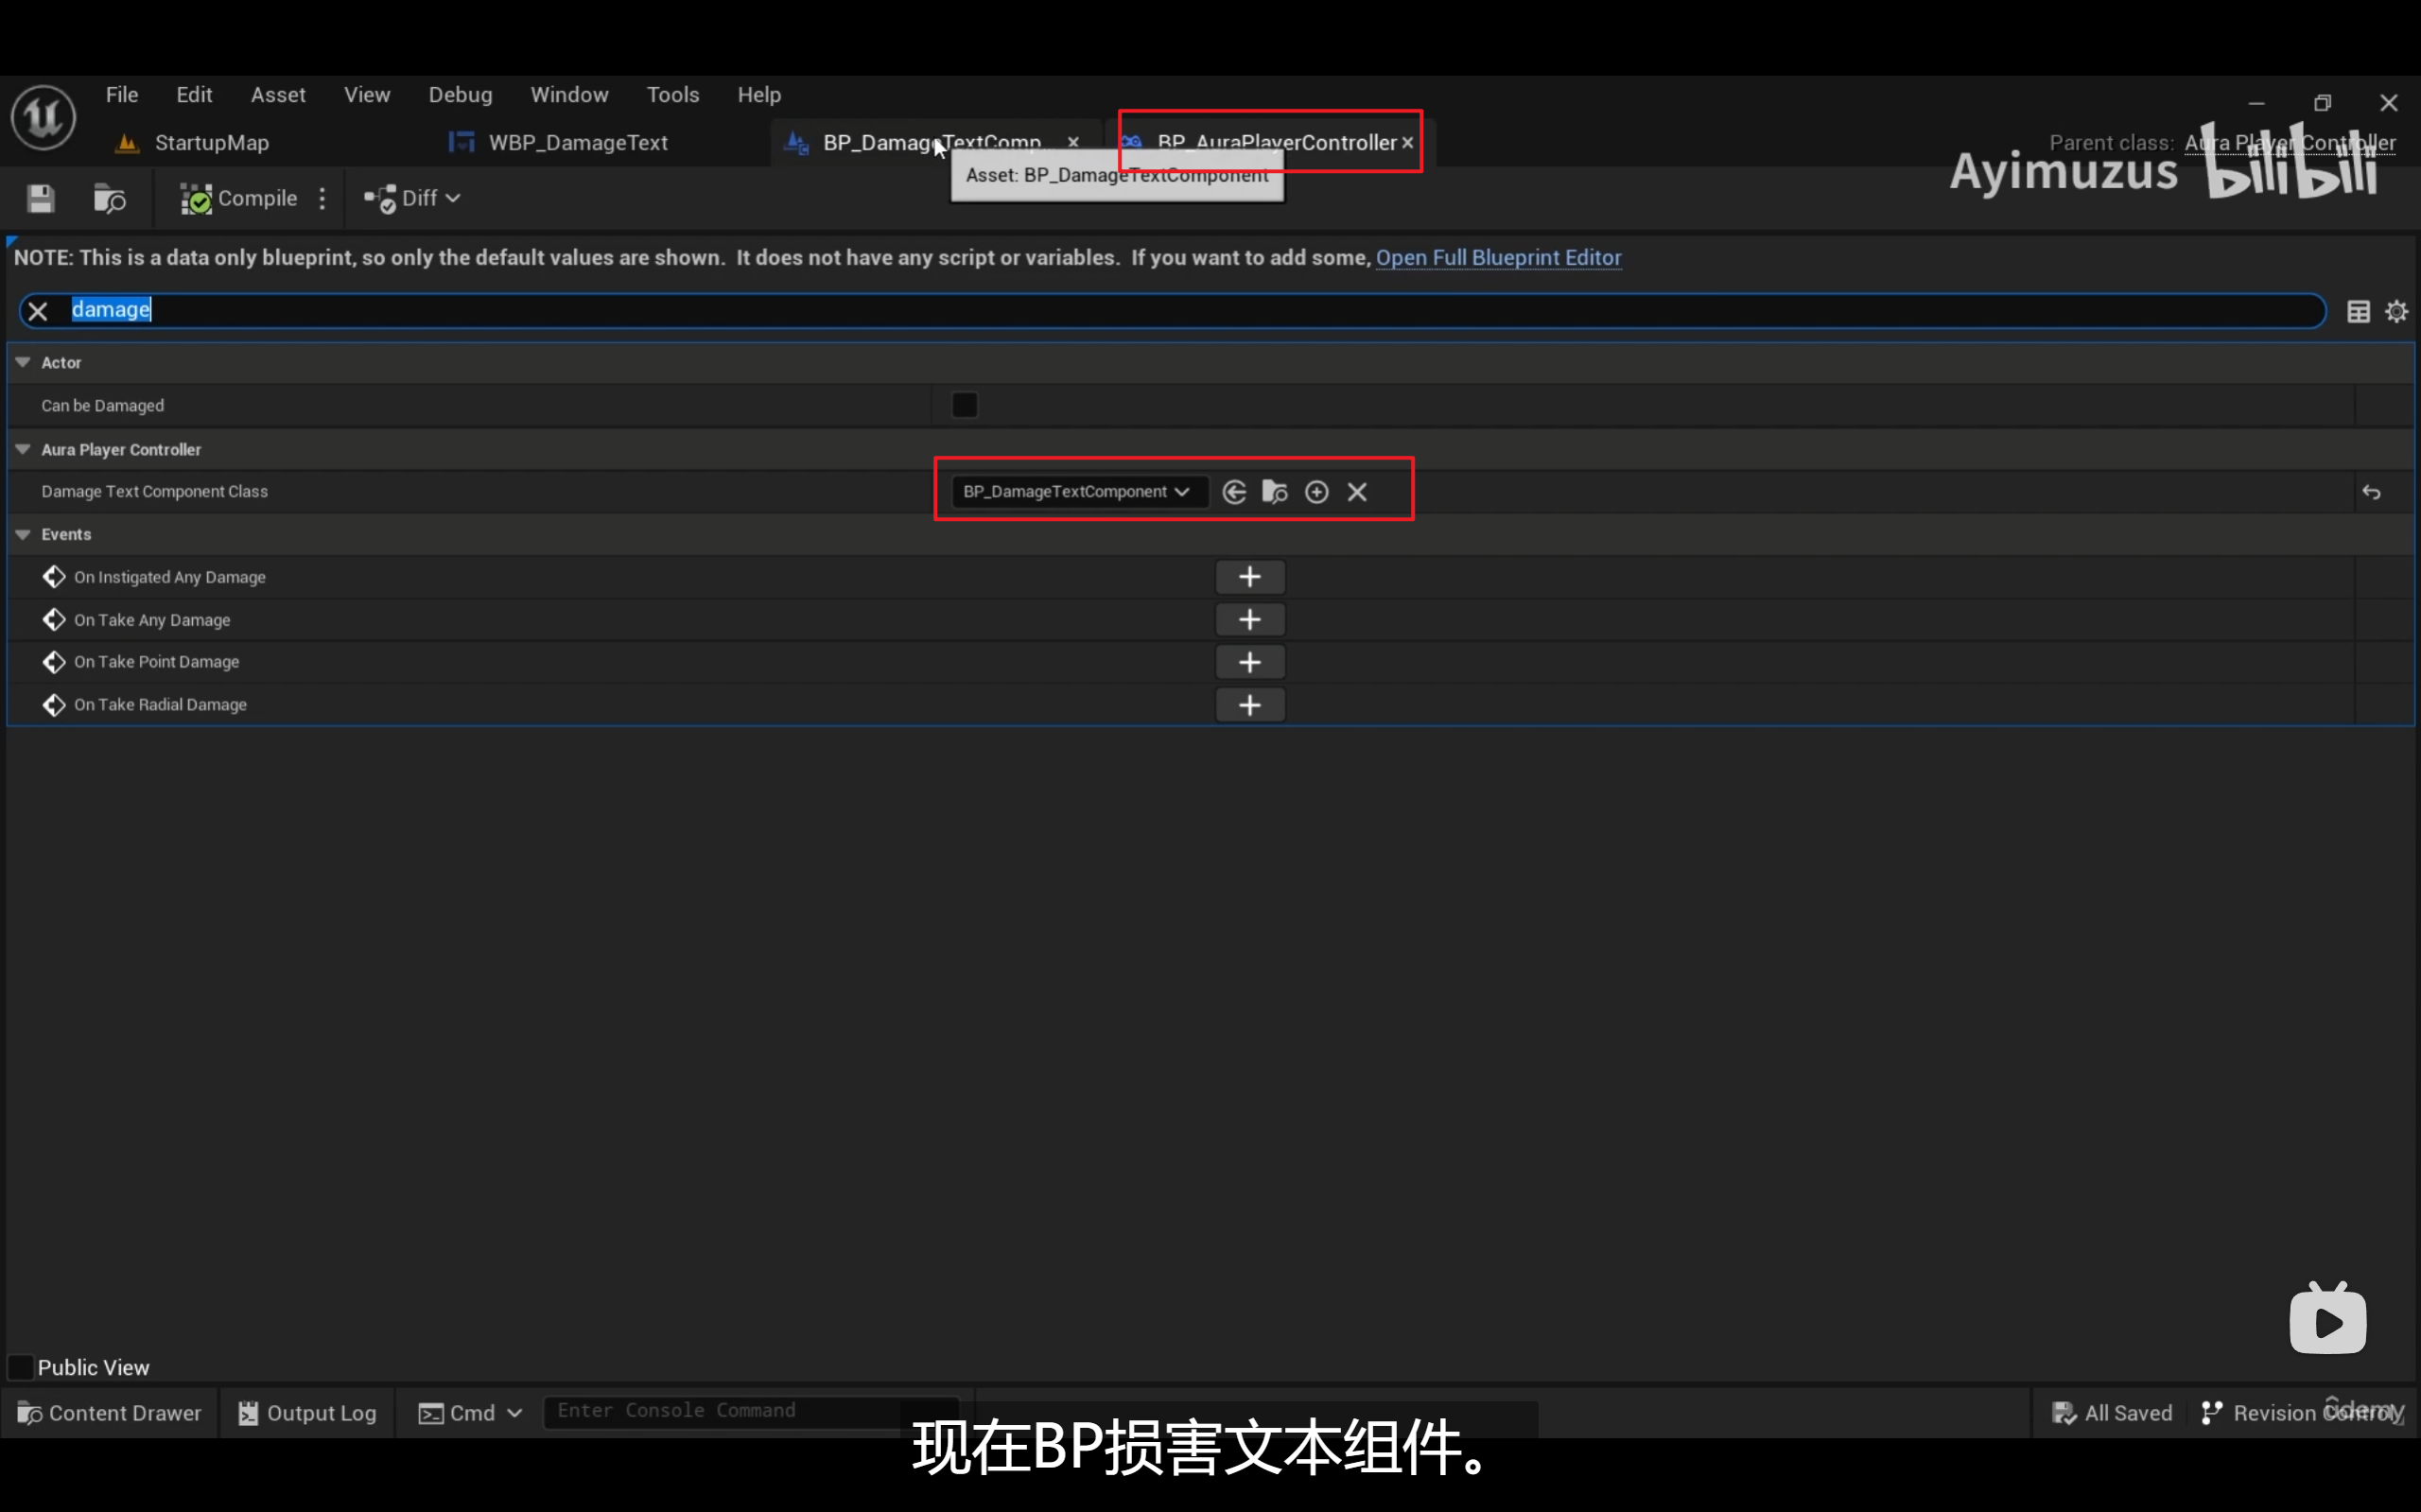 File Edit Asset View Debug Window Tools Help
StartupMap WBP_DamageText BP_DamageTextComp... BP_AuraPlayerController Parent class: Aura Player Controller
Asset: BP_DamageTextComponent
Ayimuzus bilibili
Compile Diff
NOTE: This is a data only blueprint, so only the default values are shown. It does not have any script or variables. If you want to add some, Open Full Blueprint Editor
damage
Actor
Can be Damaged
Aura Player Controller
Damage Text Component Class BP_DamageTextComponent
Events
On Instigated Any Damage
On Take Any Damage
On Take Point Damage
On Take Radial Damage
Public View
Content Drawer Output Log Cmd Enter Console Command All Saved Revision Control
udemy
现在BP损害文本组件。